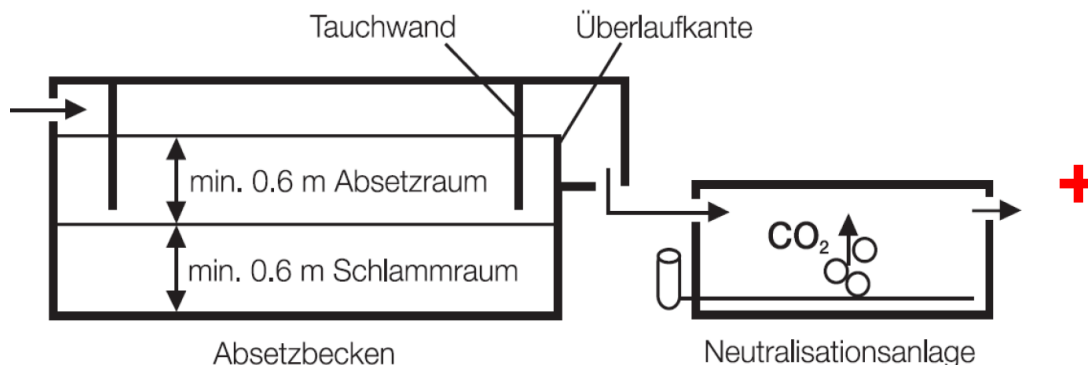 Tauchwand
Überlaufkante
min. 0.6 m Absetzraum
min. 0.6 m Schlammraum
CO₂
Absetzbecken
Neutralisationsanlage